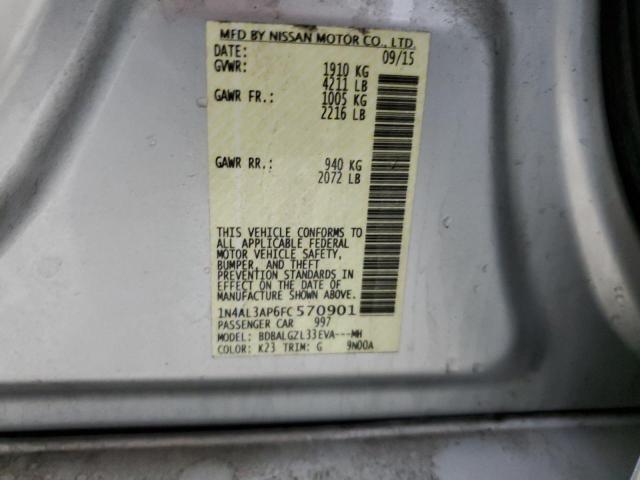 MFD BY NISSAN MOTOR CO., LTD.
DATE: 09/15
GVWR: 1910 KG
4211 LB
GAWR FR.: 1005 KG
2216 LB
GAWR RR.: 940 KG
2072 LB
THIS VEHICLE CONFORMS TO
ALL APPLICABLE FEDERAL
MOTOR VEHICLE SAFETY,
BUMPER, AND THEFT
PREVENTION STANDARDS IN
EFFECT ON THE DATE OF
MANUFACTURE SHOWN ABOVE.
1N4AL3AP6FC570901
PASSENGER CAR 997
MODEL: BDBALGZL33EVA---MH
COLOR: K23 TRIM: G 9N00A